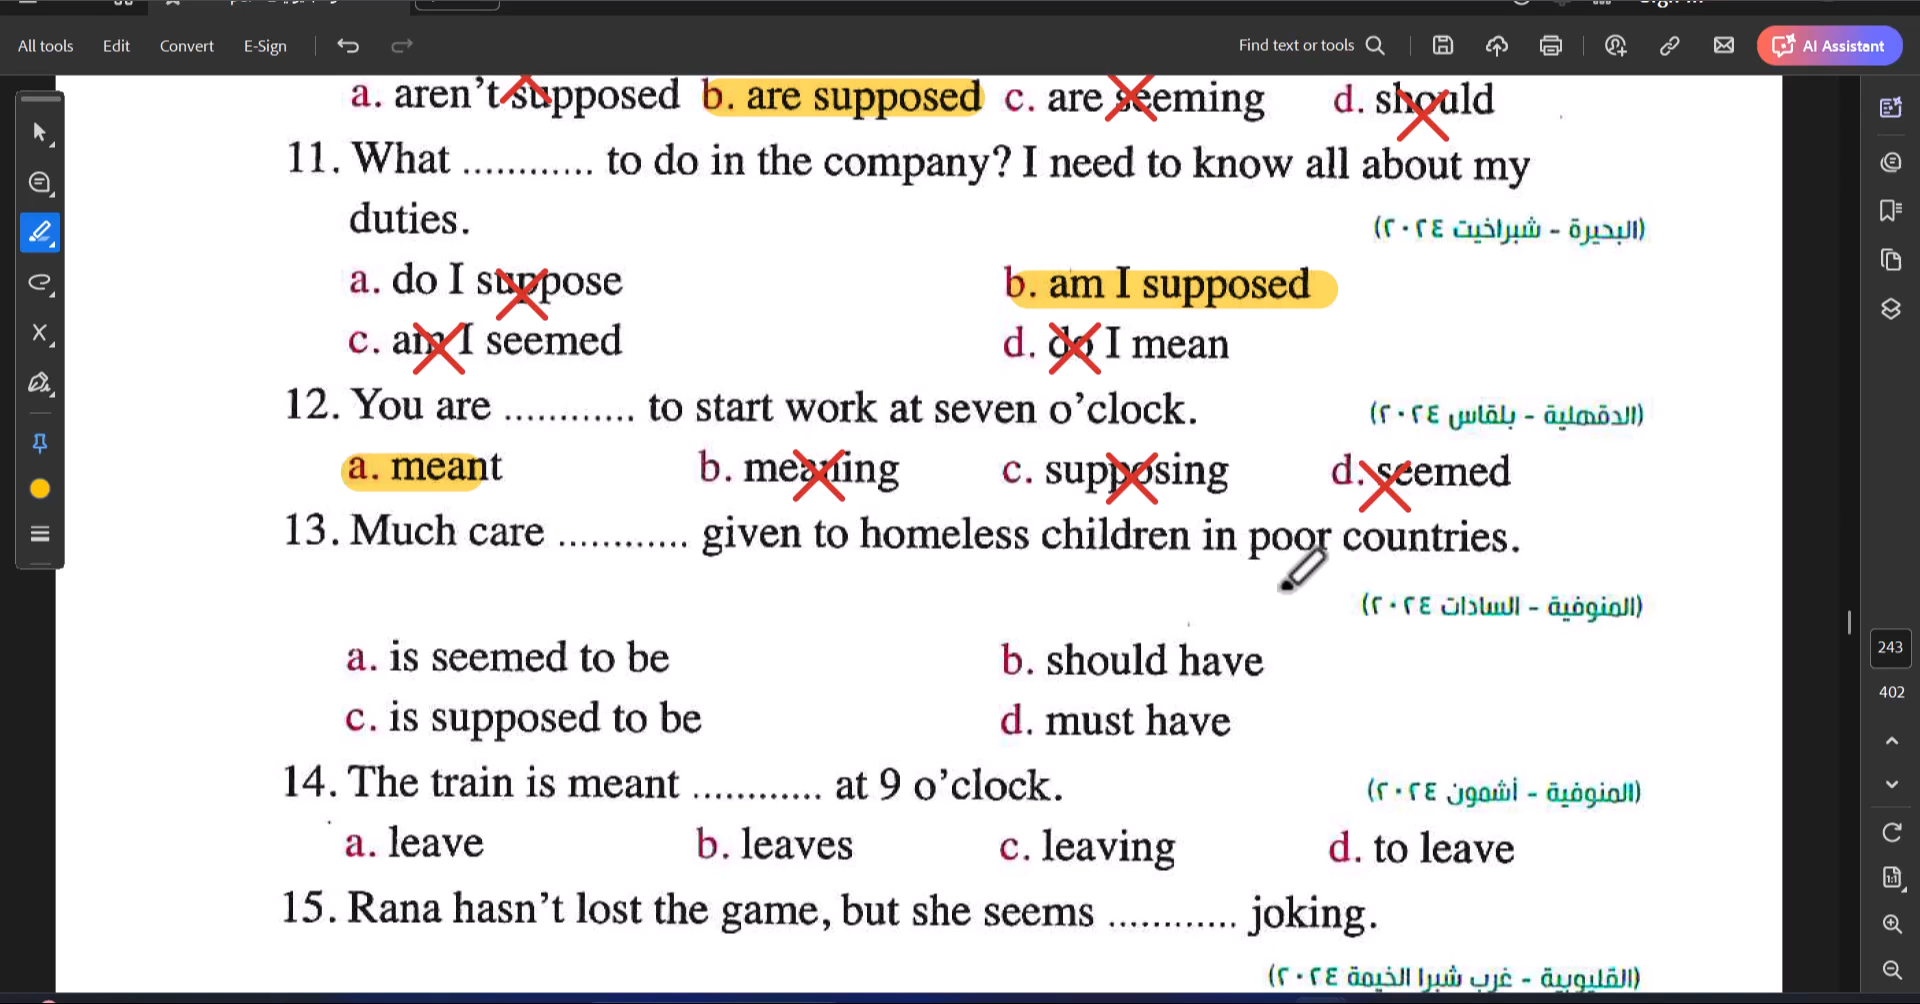 All tools Edit Convert E-Sign Find text or tools AI Assistant
a. aren't supposed b. are supposed c. are seeming d. should
11. What ............ to do in the company? I need to know all about my
duties. (البحيرة - شبراخيت ٢٠٢٤)
a. do I suppose b. am I supposed
c. am I seemed d. do I mean
12. You are ............ to start work at seven o'clock. (الدقهلية - بلقاس ٢٠٢٤)
a. meant b. meaning c. supposing d. seemed
13. Much care ............ given to homeless children in poor countries.
(المنوفية - السادات ٢٠٢٤)
a. is seemed to be b. should have
c. is supposed to be d. must have
14. The train is meant ............ at 9 o'clock. (المنوفية - أشمون ٢٠٢٤)
a. leave b. leaves c. leaving d. to leave
15. Rana hasn't lost the game, but she seems ............ joking.
(القليوبية - غرب شبرا الخيمة ٢٠٢٤)
243
402